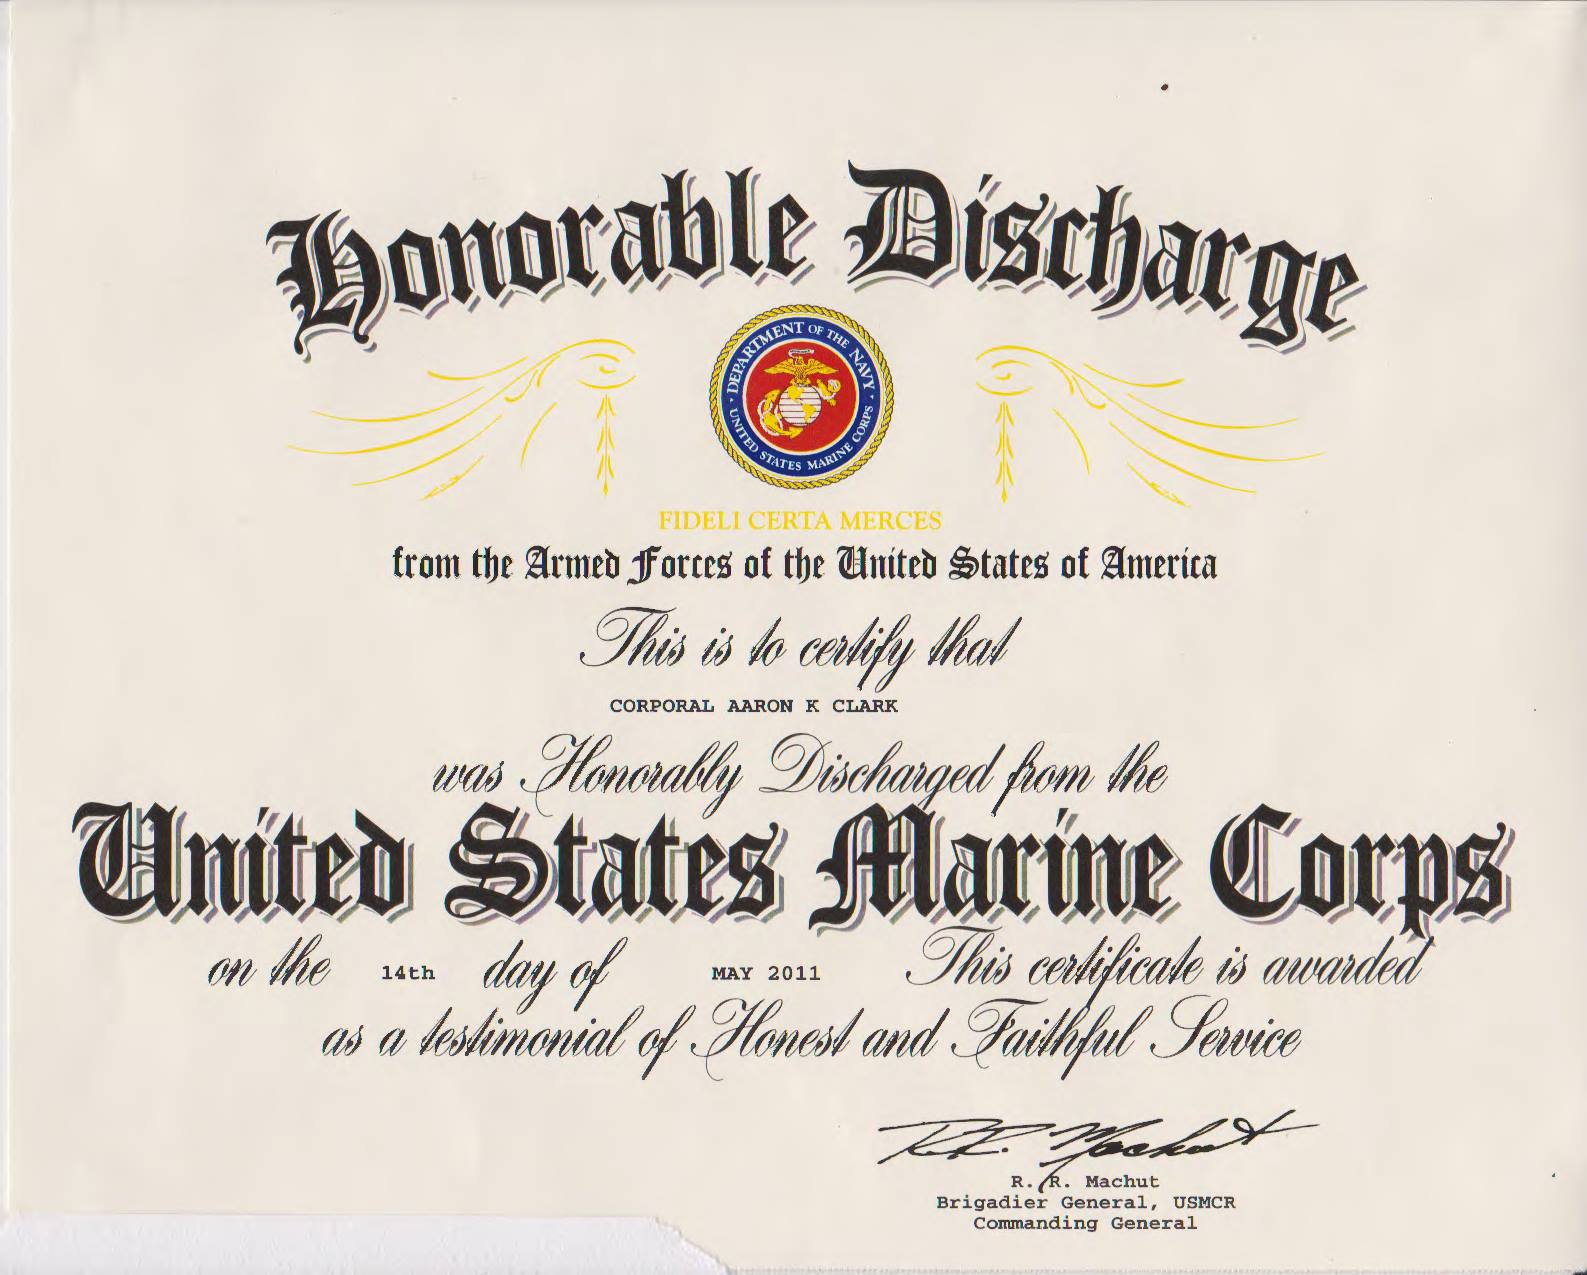 Honorable Discharge
DEPARTMENT OF THE NAVY
UNITED STATES MARINE CORPS
FIDELI CERTA MERCES
from the Armed Forces of the United States of America
This is to certify that
CORPORAL AARON K CLARK
was Honorably Discharged from the
United States Marine Corps
on the 14th day of MAY 2011 This certificate is awarded
as a testimonial of Honest and Faithful Service
R. R. Machut
R. R. Machut
Brigadier General, USMCR
Commanding General